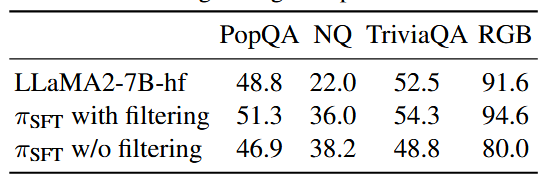 PopQA NQ TriviaQA RGB
LLaMA2-7B-hf 48.8 22.0 52.5 91.6
πSFT with filtering 51.3 36.0 54.3 94.6
πSFT w/o filtering 46.9 38.2 48.8 80.0